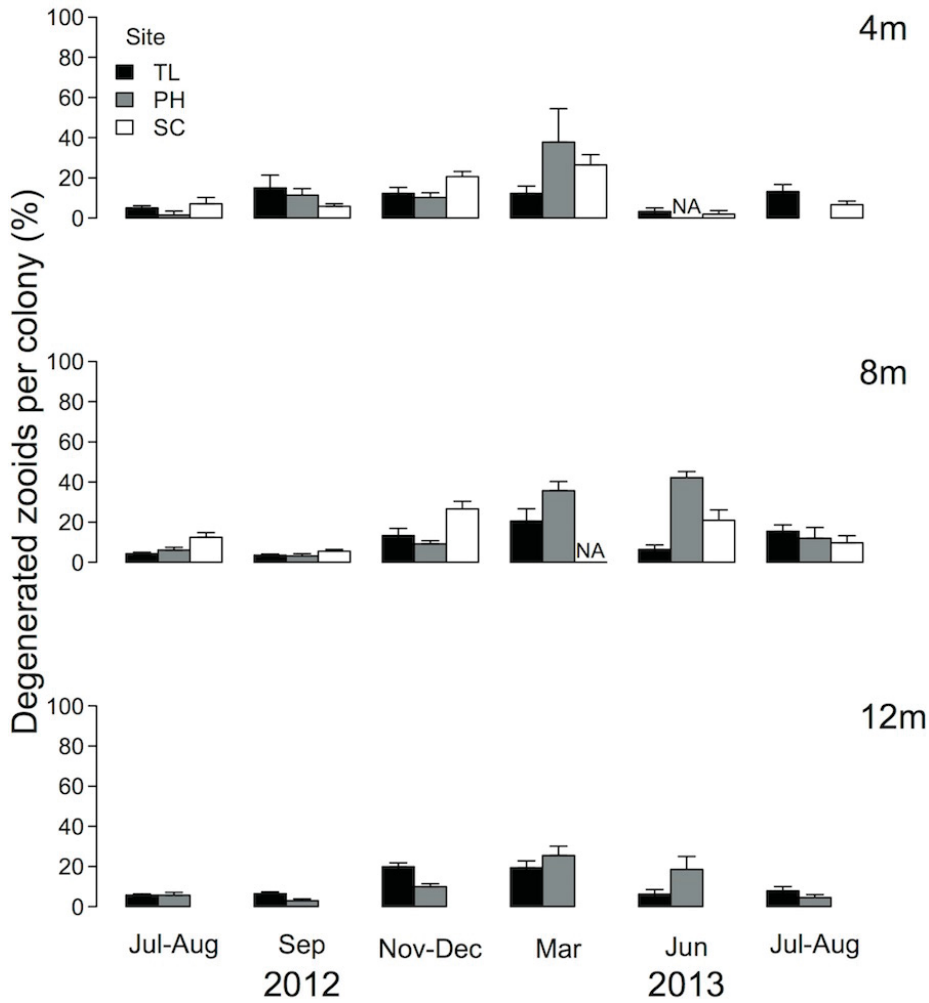 Degenerated zooids per colony (%)
4m
100
80
60
40
20
0
Site
TL
PH
SC
NA
8m
100
80
60
40
20
0
NA
12m
100
80
60
40
20
0
Jul-Aug Sep Nov-Dec Mar Jun Jul-Aug
2012 2013